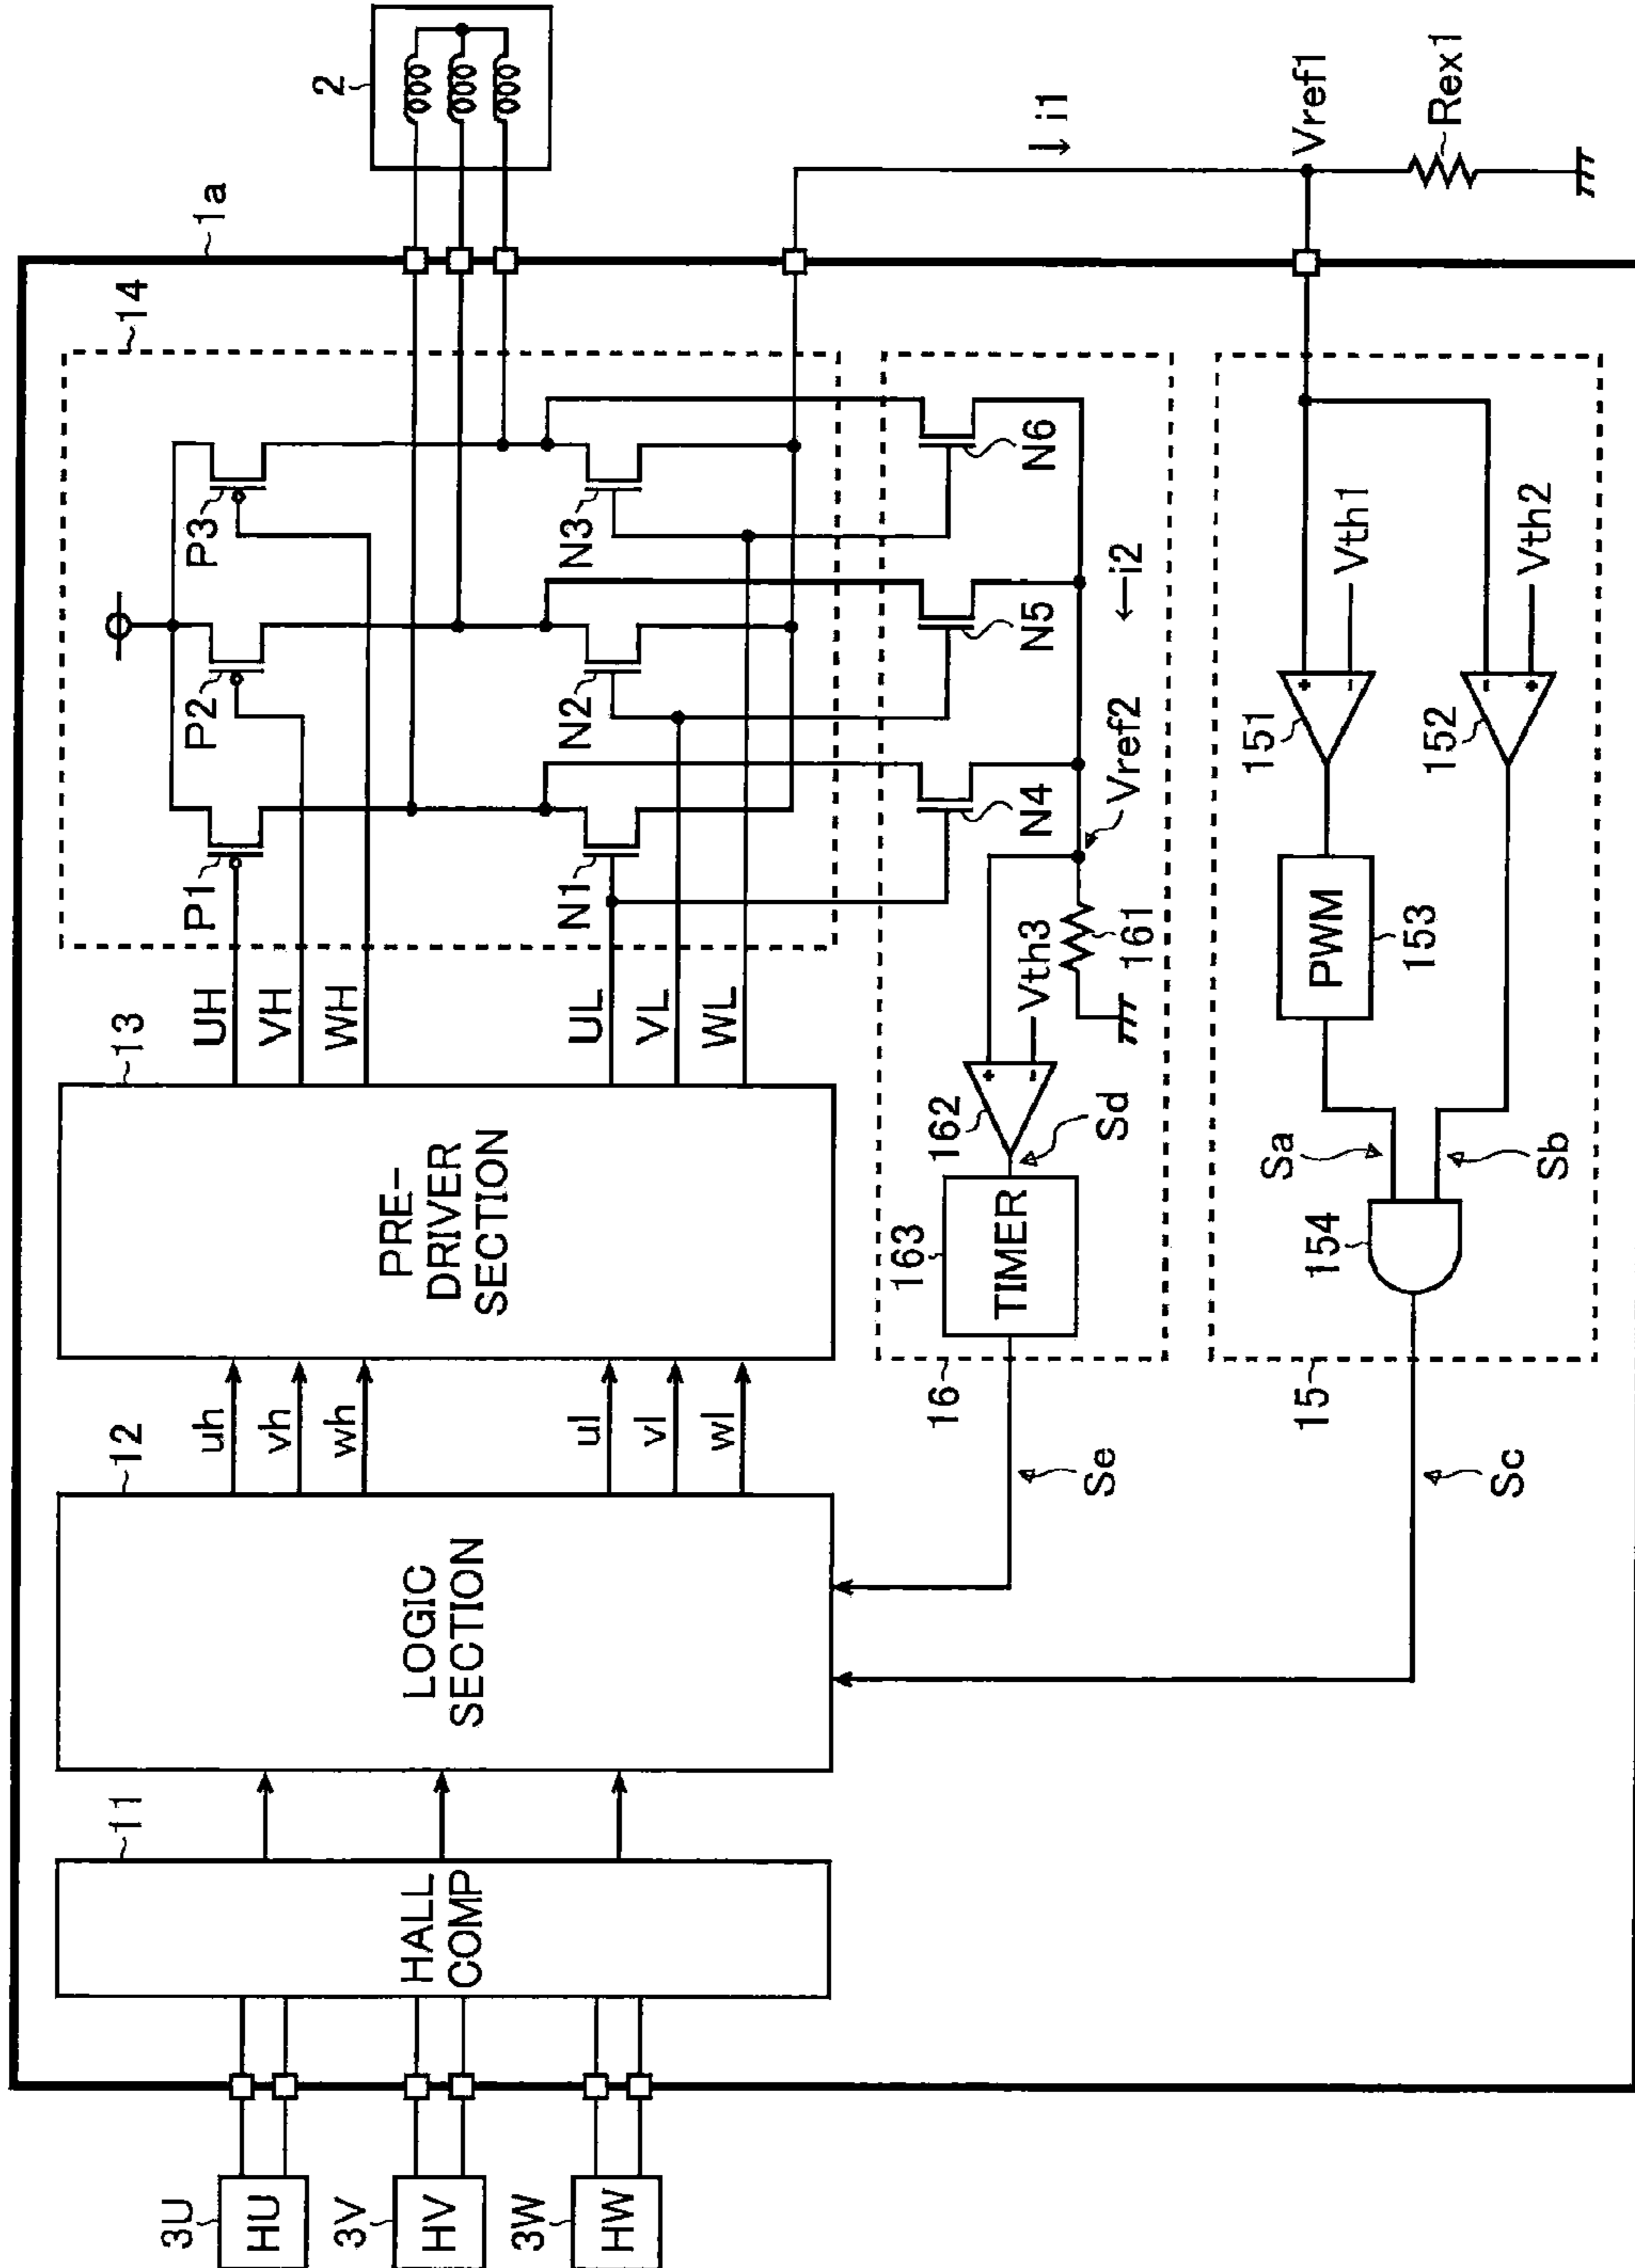 3U
HU
3V
HV
3W
HW
11
HALL
COMP
12
LOGIC
SECTION
uh
vh
wh
ul
vl
wl
13
PRE-
DRIVER
SECTION
UH
VH
WH
UL
VL
WL
14
P1
P2
P3
N1
N2
N3
1a
2
16
163
TIMER
Se
162
Sd
Vth3
161
Vref2
N4
N5
N6
←i2
15
Sc
154
Sa
Sb
PWM
153
151
152
+
-
Vth1
-
+
Vth2
+
-
↓i1
Vref1
Rex1